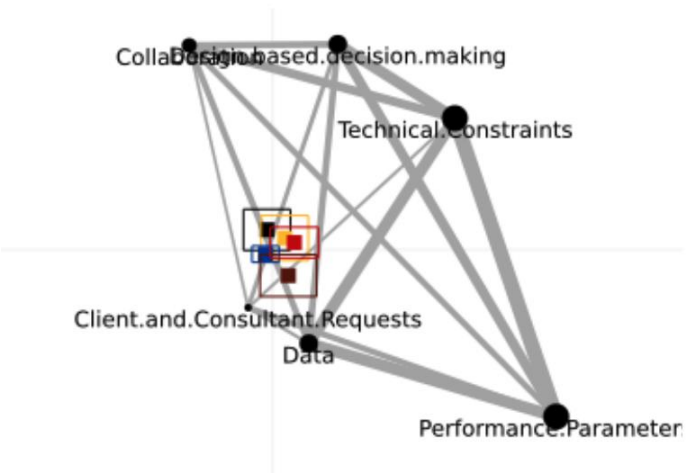 Collaboration
Design.based.decision.making
Technical.Constraints
Client.and.Consultant.Requests
Data
Performance.Parameter